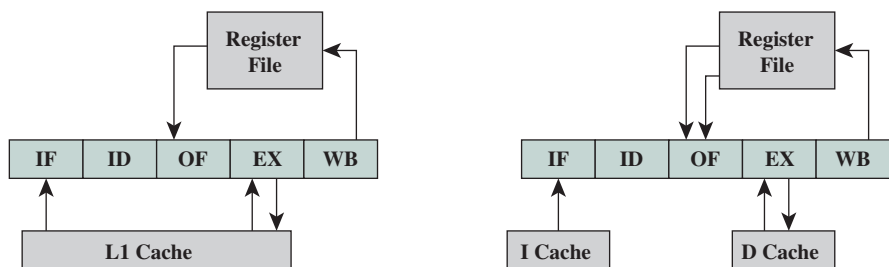 Register
File
IF ID OF EX WB
L1 Cache
Register
File
IF ID OF EX WB
I Cache
D Cache